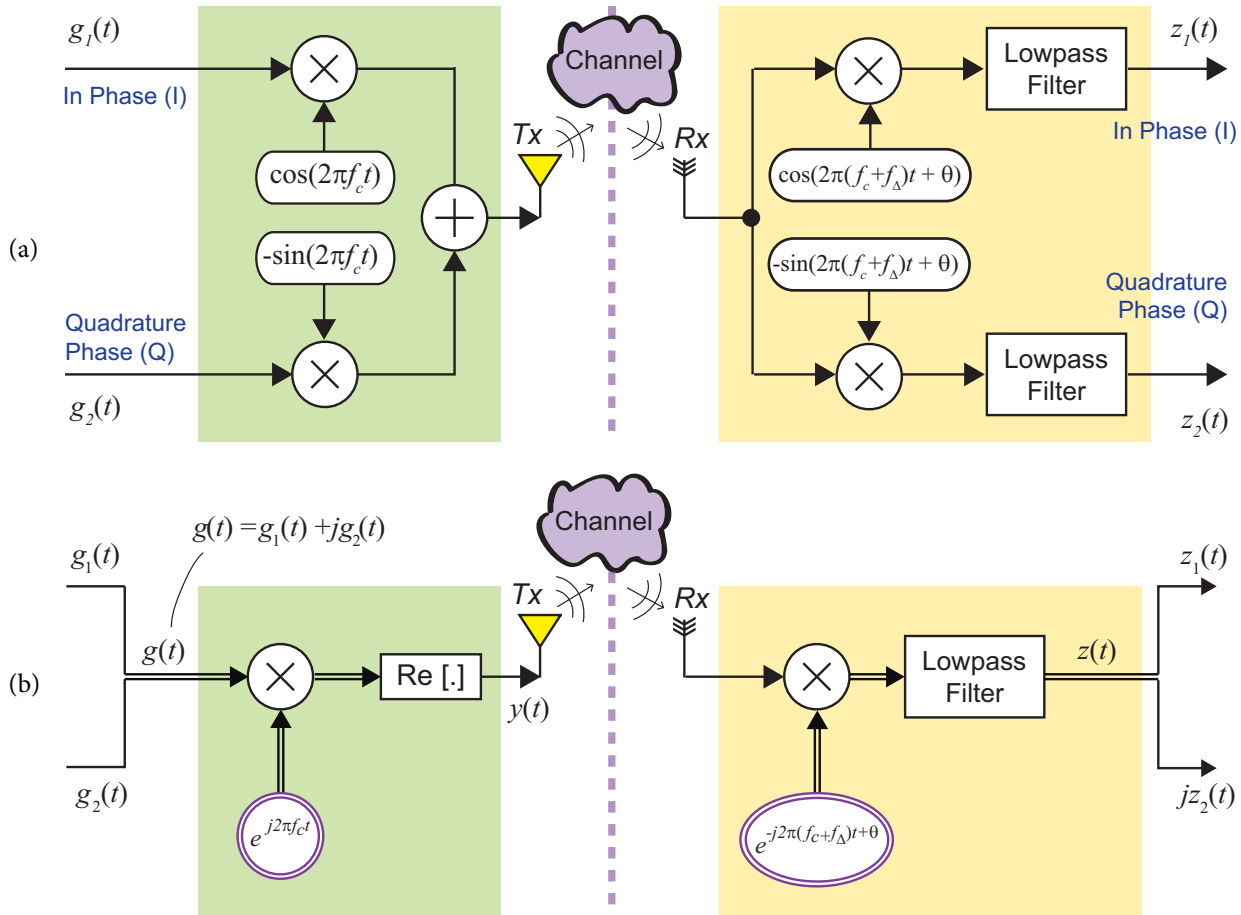 g1(t)
In Phase (I)
cos(2πfct)
-sin(2πfct)
Quadrature
Phase (Q)
g2(t)
(a)
Tx
Channel
Rx
cos(2π(fc+fΔ)t + θ)
-sin(2π(fc+fΔ)t + θ)
Lowpass
Filter
z1(t)
In Phase (I)
Quadrature
Phase (Q)
Lowpass
Filter
z2(t)
(b)
g(t) =g1(t) +jg2(t)
g1(t)
g(t)
g2(t)
Re [.]
y(t)
e^j2πfct
Tx
Channel
Rx
e^-j2π(fc+fΔ)t+θ
Lowpass
Filter
z(t)
z1(t)
jz2(t)